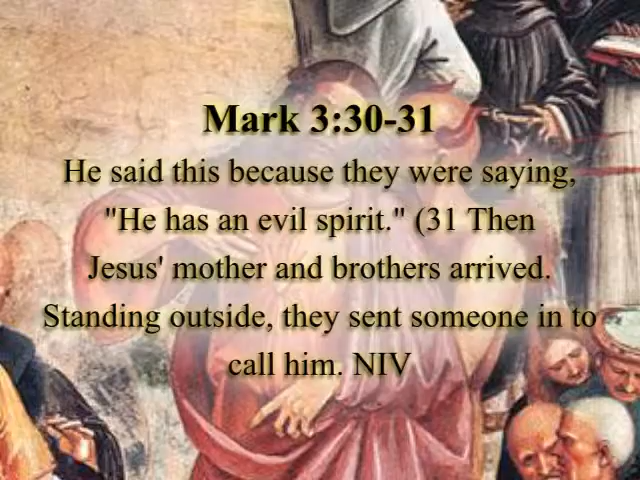 Mark 3:30-31
He said this because they were saying,
"He has an evil spirit." (31 Then
Jesus' mother and brothers arrived.
Standing outside, they sent someone in to
call him. NIV